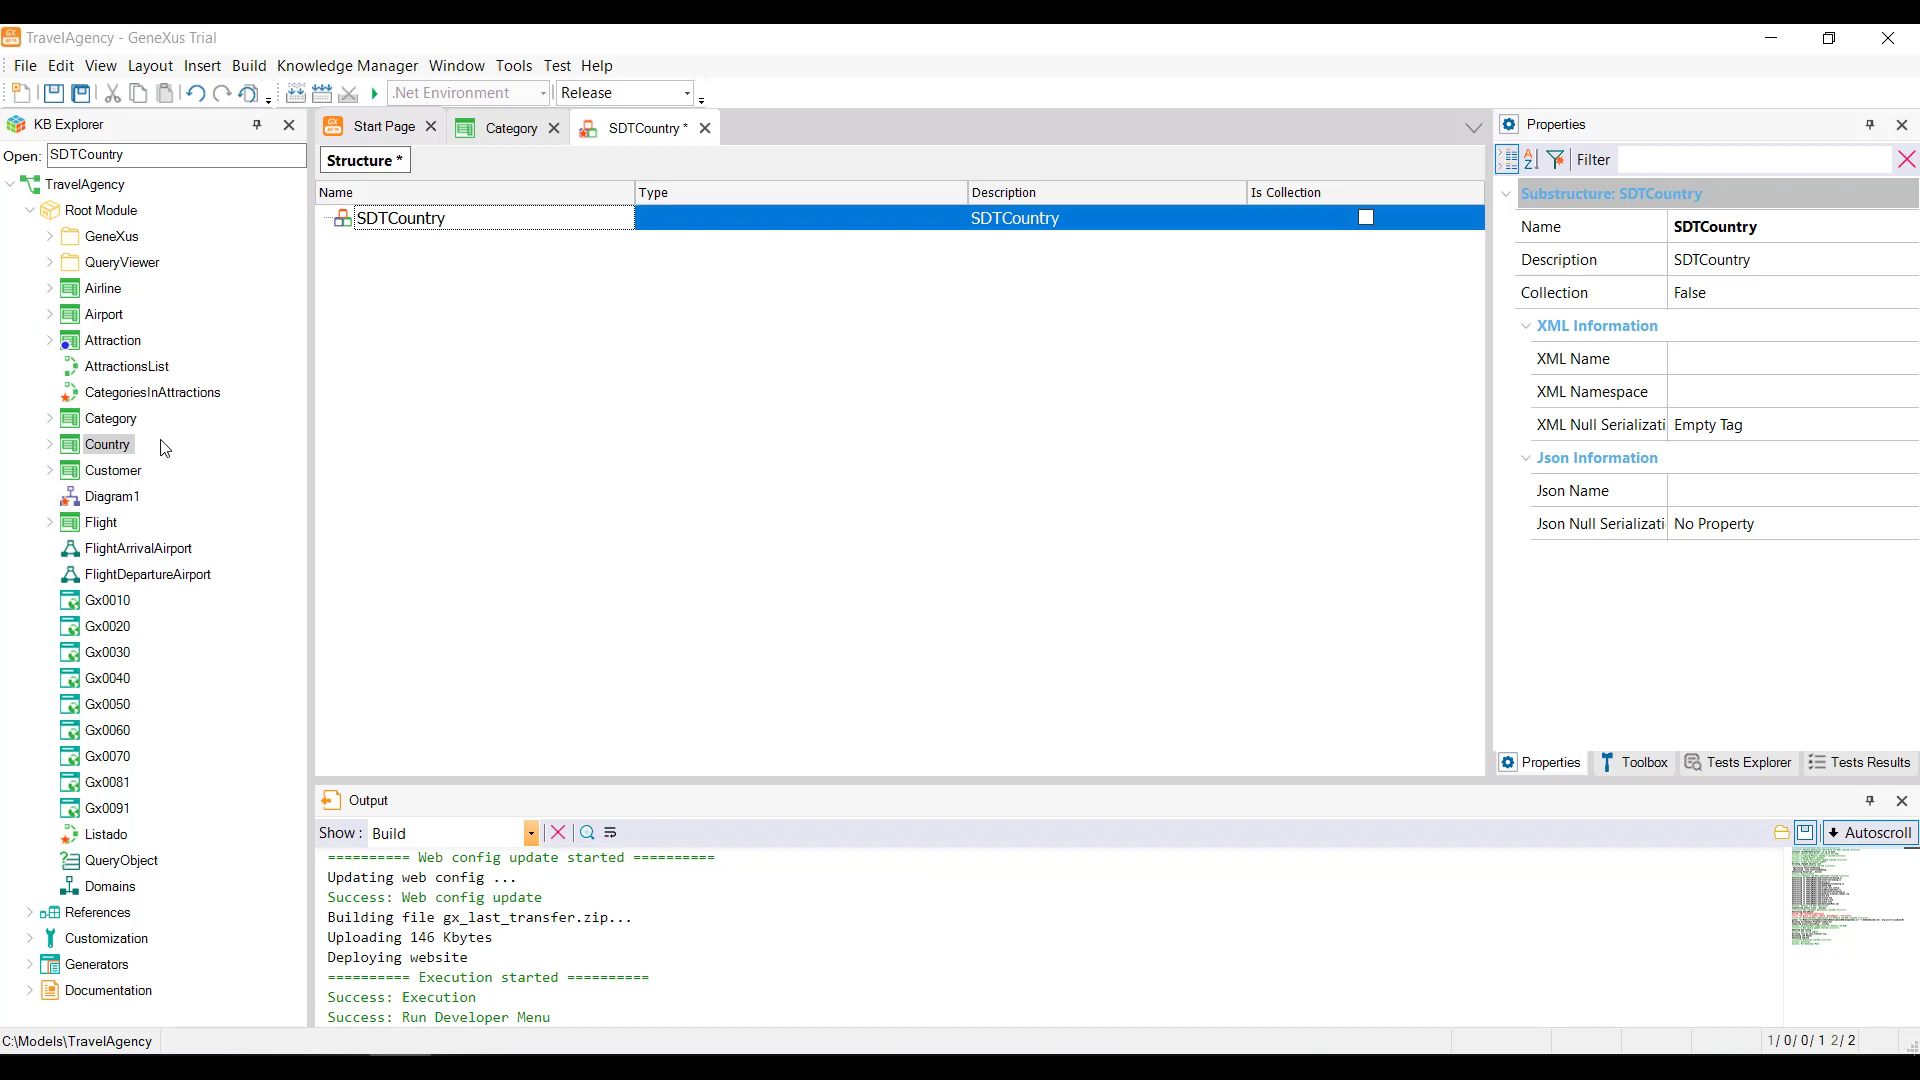 TravelAgency - GeneXus Trial
File Edit View Layout Insert Build Knowledge Manager Window Tools Test Help
.Net Environment Release
KB Explorer
Open: SDTCountry
TravelAgency
Root Module
GeneXus
QueryViewer
Airline
Airport
Attraction
AttractionsList
CategoriesInAttractions
Category
Country
Customer
Diagram1
Flight
FlightArrivalAirport
FlightDepartureAirport
Gx0010
Gx0020
Gx0030
Gx0040
Gx0050
Gx0060
Gx0070
Gx0081
Gx0091
Listado
QueryObject
Domains
References
Customization
Generators
Documentation
Start Page Category SDTCountry *
Structure *
Name Type Description Is Collection
SDTCountry SDTCountry
Output
Show : Build
Autoscroll
========== Web config update started ==========
Updating web config ...
Success: Web config update
Building file gx_last_transfer.zip...
Uploading 146 Kbytes
Deploying website
========== Execution started ==========
Success: Execution
Success: Run Developer Menu
Properties
Filter
Substructure: SDTCountry
Name SDTCountry
Description SDTCountry
Collection False
XML Information
XML Name
XML Namespace
XML Null Serializati Empty Tag
Json Information
Json Name
Json Null Serializati No Property
Properties Toolbox Tests Explorer Tests Results
C:\Models\TravelAgency
1/ 0/ 0/ 1 2/ 2